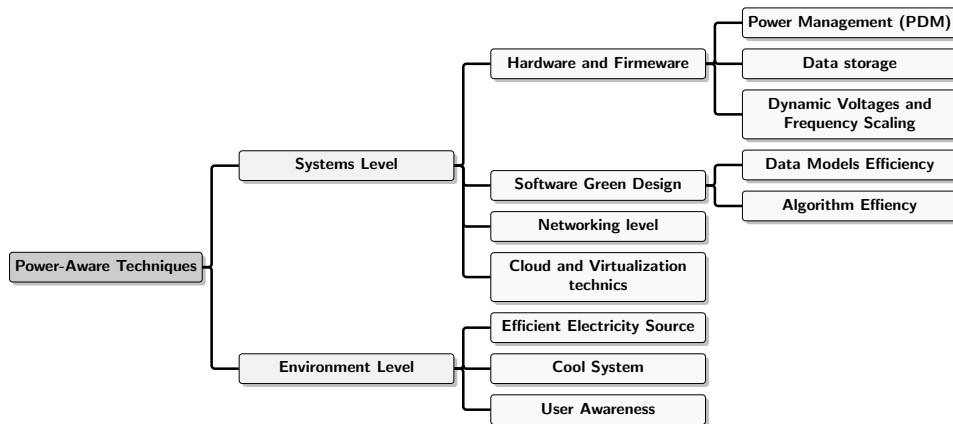 Power-Aware Techniques
Systems Level
Hardware and Firmeware
Power Management (PDM)
Data storage
Dynamic Voltages and
Frequency Scaling
Software Green Design
Data Models Efficiency
Algorithm Effiency
Networking level
Cloud and Virtualization
technics
Environment Level
Efficient Electricity Source
Cool System
User Awareness